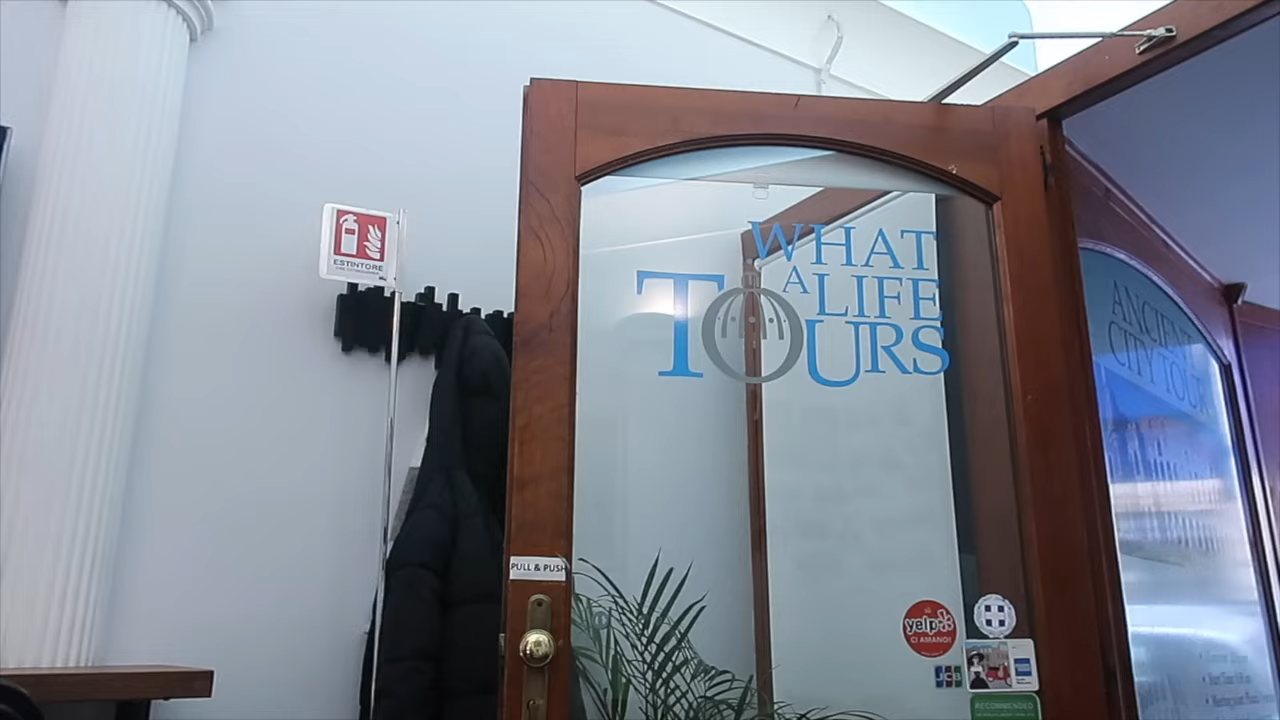 ESTINTORE
WHAT
A LIFE
TOURS
ANCIENT
CITY TOUR
PULL & PUSH
yelp
CI AMANO!
JCB
RECOMMENDED